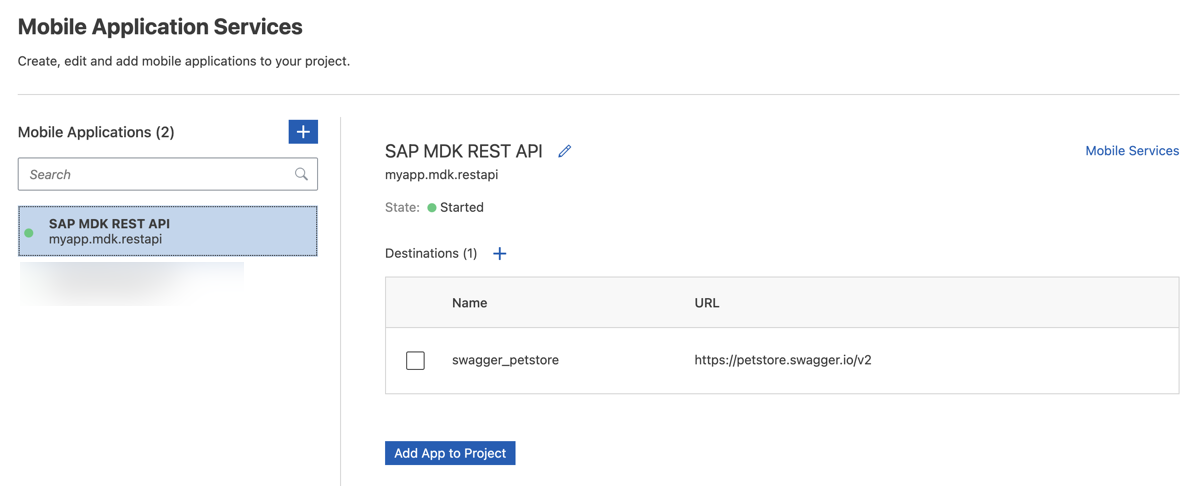 Mobile Application Services
Create, edit and add mobile applications to your project.
Mobile Applications (2)
Search
SAP MDK REST API
myapp.mdk.restapi
SAP MDK REST API
Mobile Services
myapp.mdk.restapi
State: Started
Destinations (1)
Name URL
swagger_petstore https://petstore.swagger.io/v2
Add App to Project